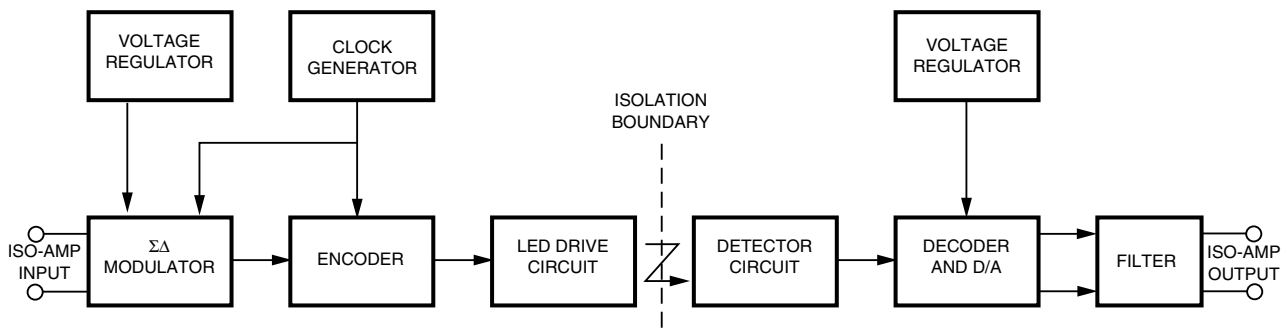 VOLTAGE
REGULATOR
CLOCK
GENERATOR
VOLTAGE
REGULATOR
ISOLATION
BOUNDARY
ISO-AMP
INPUT
ΣΔ
MODULATOR
ENCODER
LED DRIVE
CIRCUIT
DETECTOR
CIRCUIT
DECODER
AND D/A
FILTER
ISO-AMP
OUTPUT